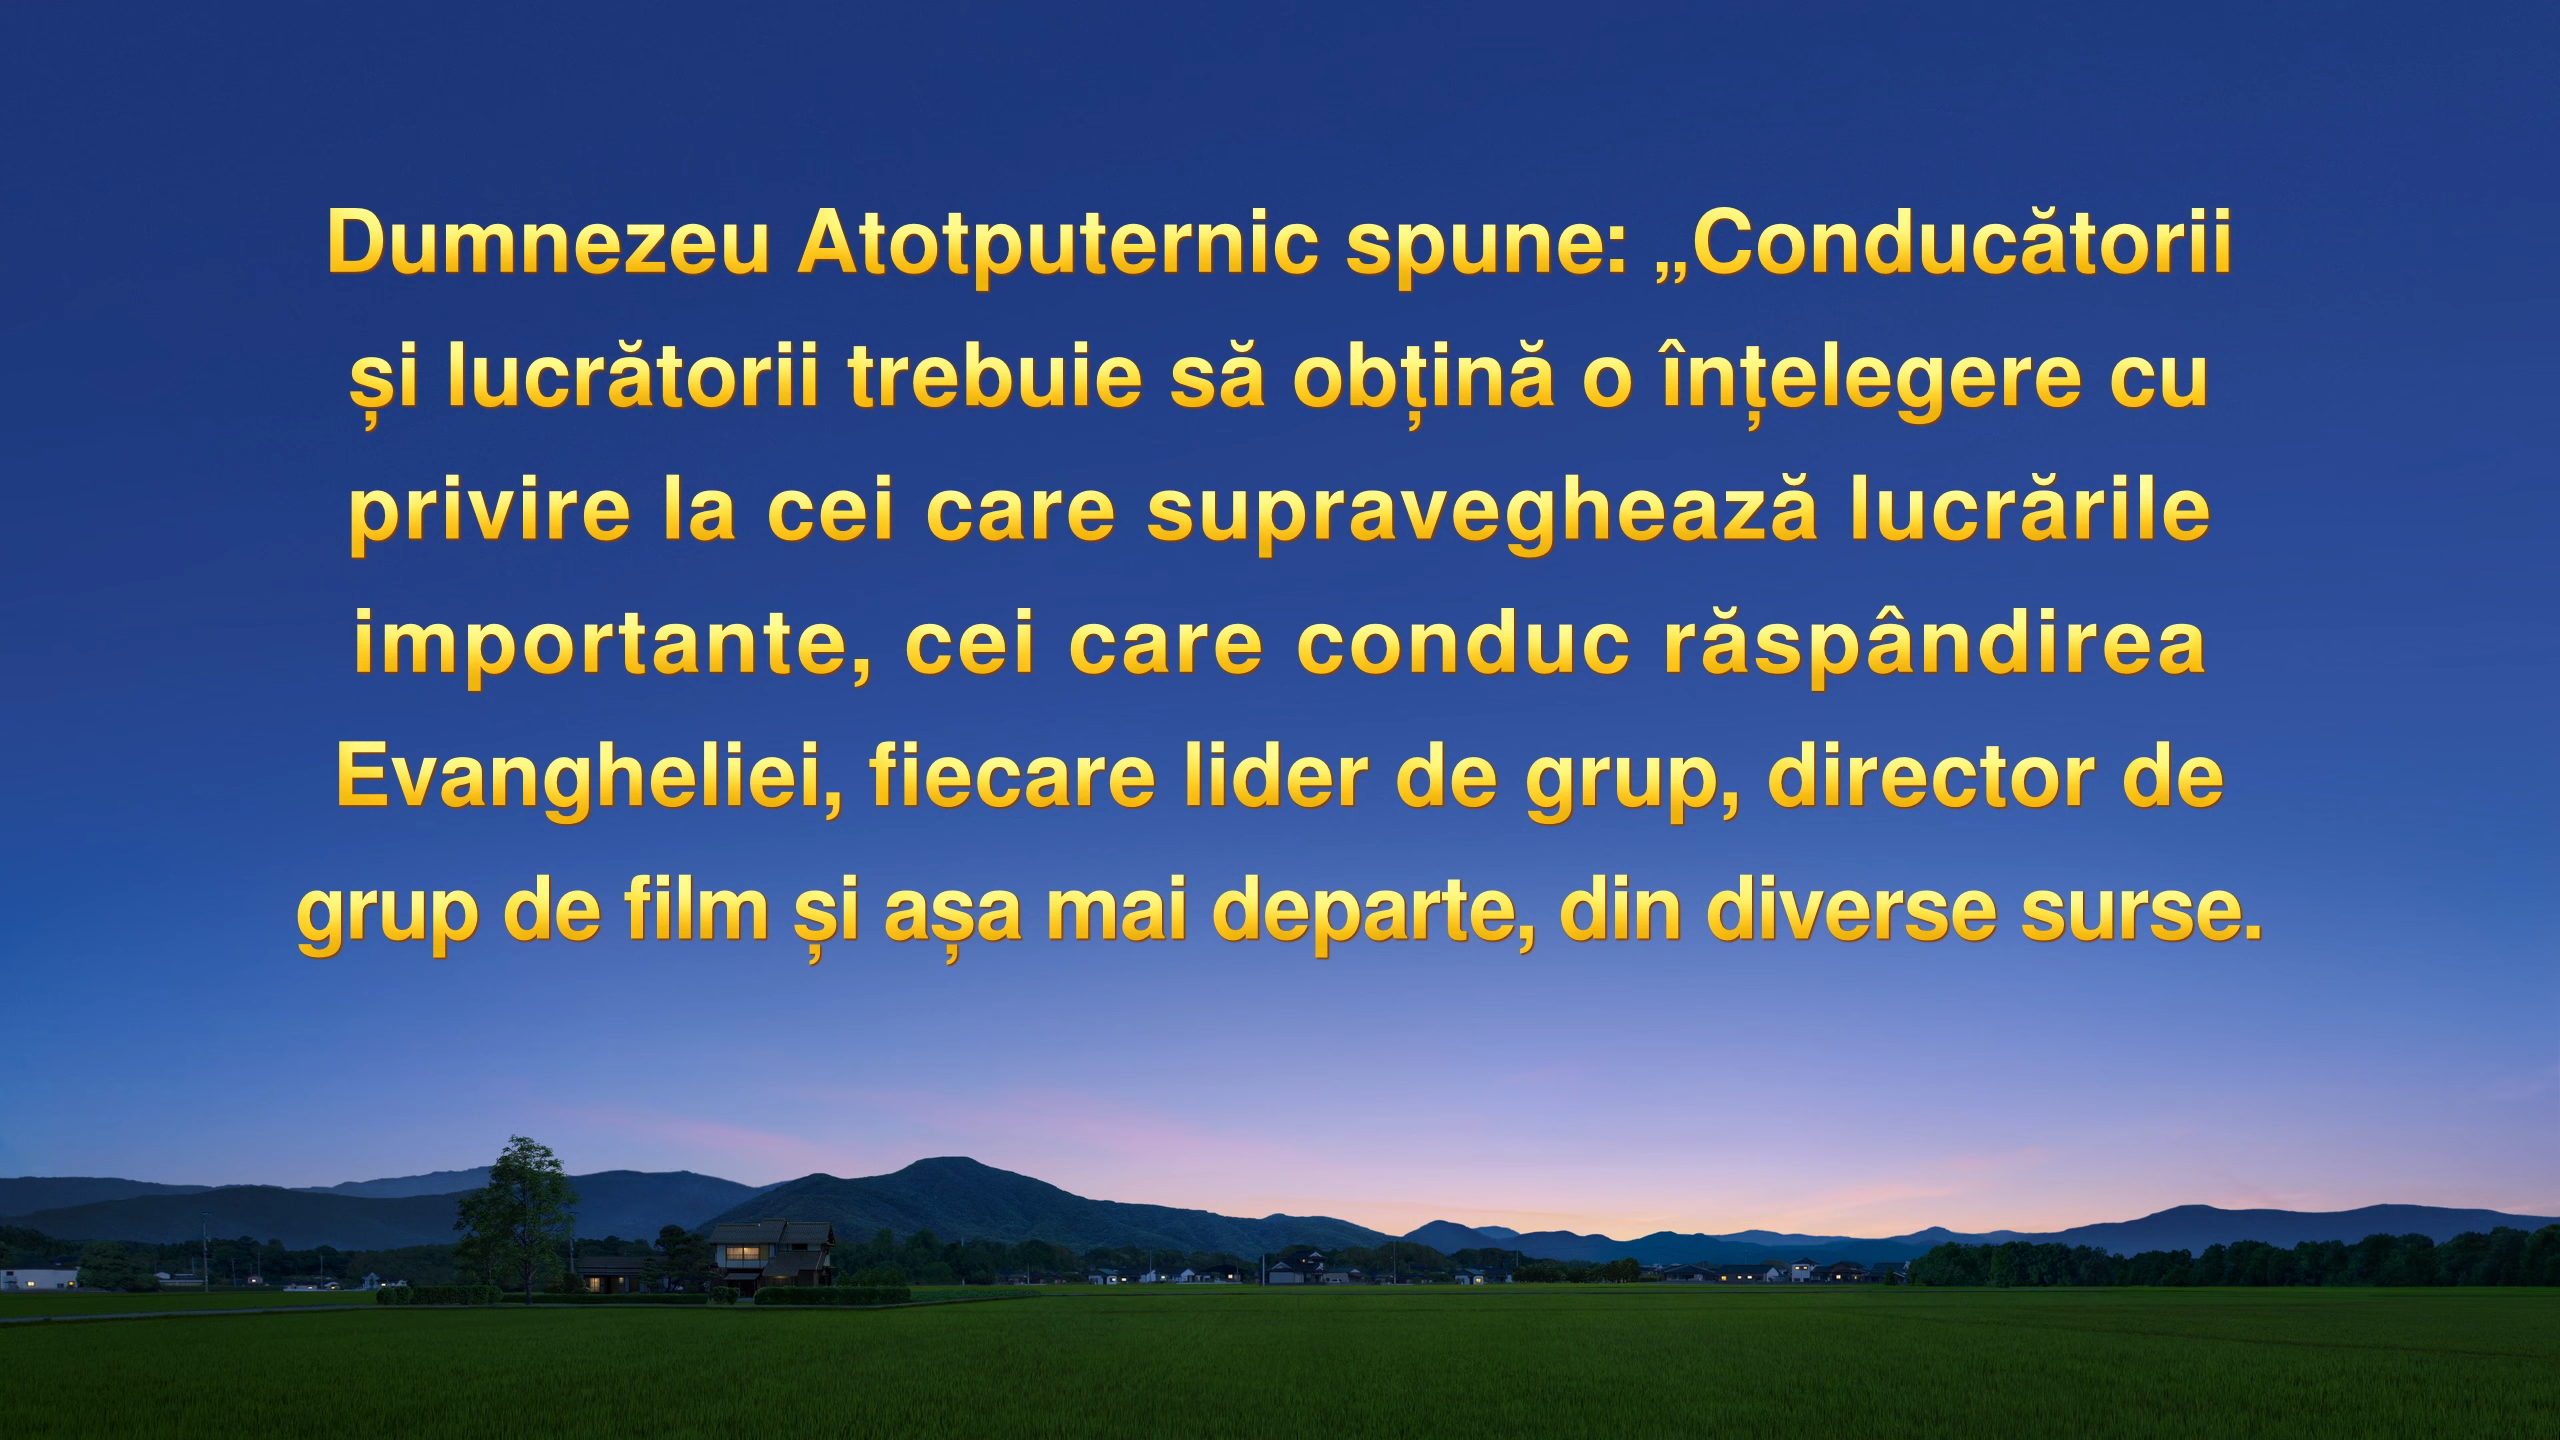 Dumnezeu Atotputernic spune: „Conducătorii
și lucrătorii trebuie să obțină o înțelegere cu
privire la cei care supraveghează lucrările
importante, cei care conduc răspândirea
Evangheliei, fiecare lider de grup, director de
grup de film și așa mai departe, din diverse surse.